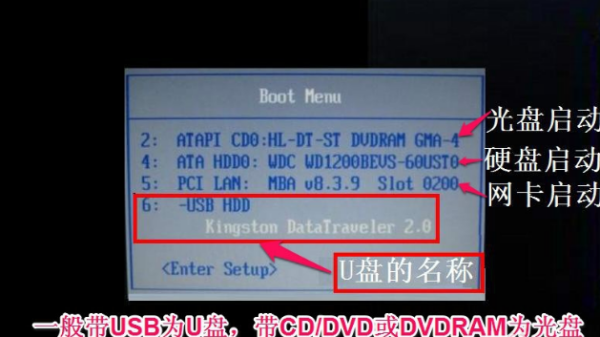 Boot Menu
2: ATAPI CD0:HL-DT-ST DVDRAM GMA-4
光盘启动
4: ATA HDD0: WDC WD1200BEVS-60UST0
硬盘启动
5: PCI LAN: MBA v8.3.9 Slot 0200
网卡启动
6: -USB HDD
Kingston DataTraveler 2.0
<Enter Setup>
U盘的名称
一般带USB为U盘，带CD/DVD或DVDRAM为光盘